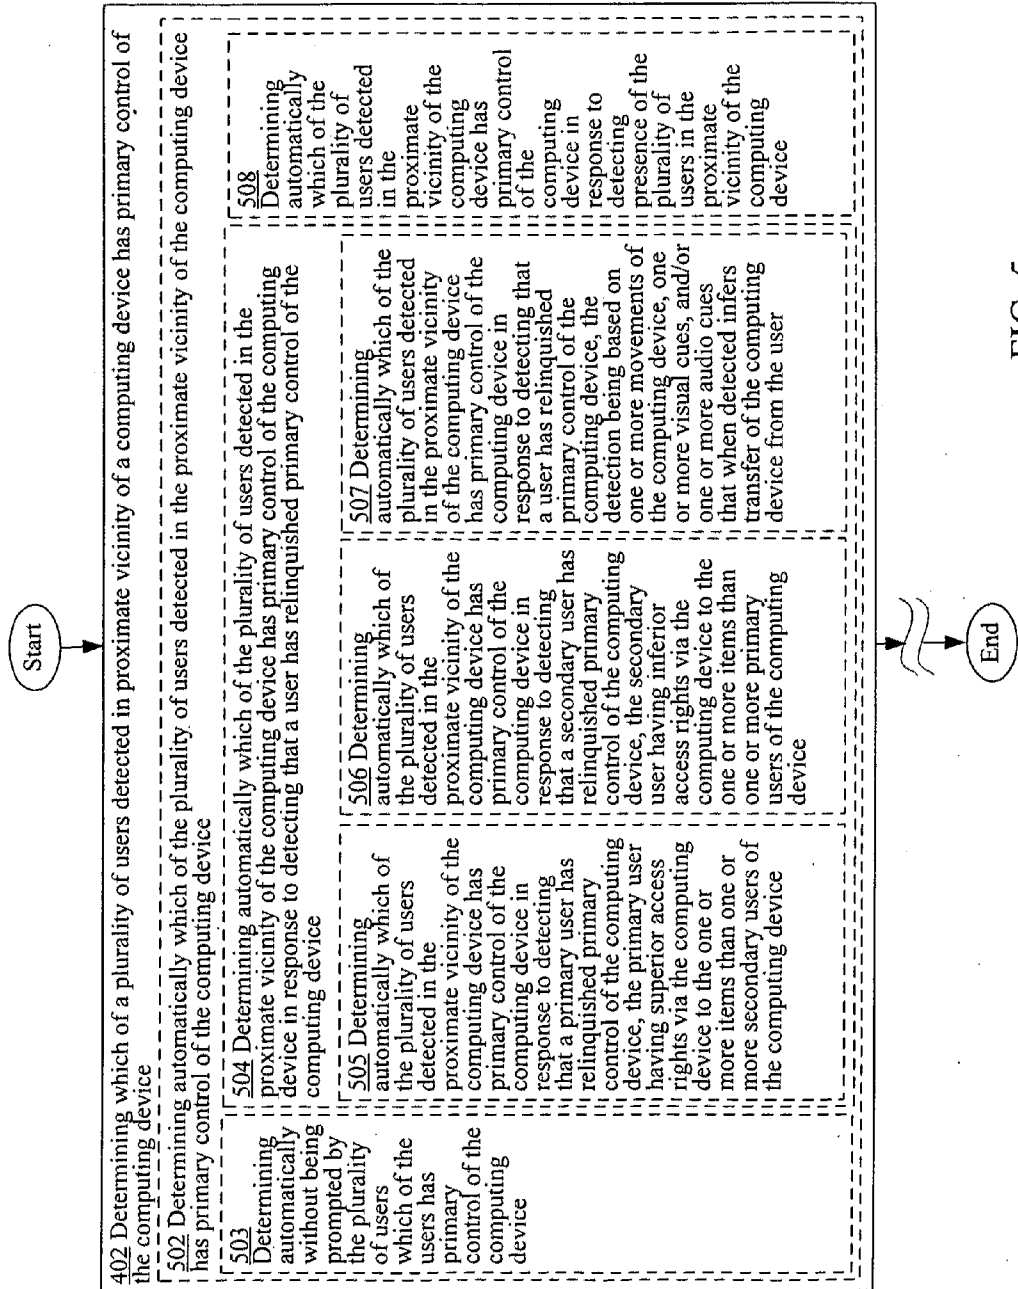 Start
402 Determining which of a plurality of users detected in proximate vicinity of a computing device has primary control of
the computing device
502 Determining automatically which of the plurality of users detected in the proximate vicinity of the computing device
has primary control of the computing device
503
Determining
automatically
without being
prompted by
the plurality
of users
which of the
users has
primary
control of the
computing
device
504 Determining automatically which of the plurality of users detected in the
proximate vicinity of the computing device has primary control of the computing
device in response to detecting that a user has relinquished primary control of the
computing device
505 Determining
automatically which of
the plurality of users
detected in the
proximate vicinity of the
computing device has
primary control of the
computing device in
response to detecting
that a primary user has
relinquished primary
control of the computing
device, the primary user
having superior access
rights via the computing
device to the one or
more items than one or
more secondary users of
the computing device
506 Determining
automatically which of
the plurality of users
detected in the
proximate vicinity of the
computing device has
primary control of the
computing device in
response to detecting
that a secondary user has
relinquished primary
control of the computing
device, the secondary
user having inferior
access rights via the
computing device to the
one or more items than
one or more primary
users of the computing
device
507 Determining
automatically which of the
plurality of users detected
in the proximate vicinity
of the computing device
has primary control of the
computing device in
response to detecting that
a user has relinquished
primary control of the
computing device, the
detection being based on
one or more movements of
the computing device, one
or more visual cues, and/or
one or more audio cues
that when detected infers
transfer of the computing
device from the user
508
Determining
automatically
which of the
plurality of
users detected
in the
proximate
vicinity of the
computing
device has
primary control
of the
computing
device in
response to
detecting
presence of the
plurality of
users in the
proximate
vicinity of the
computing
device
End